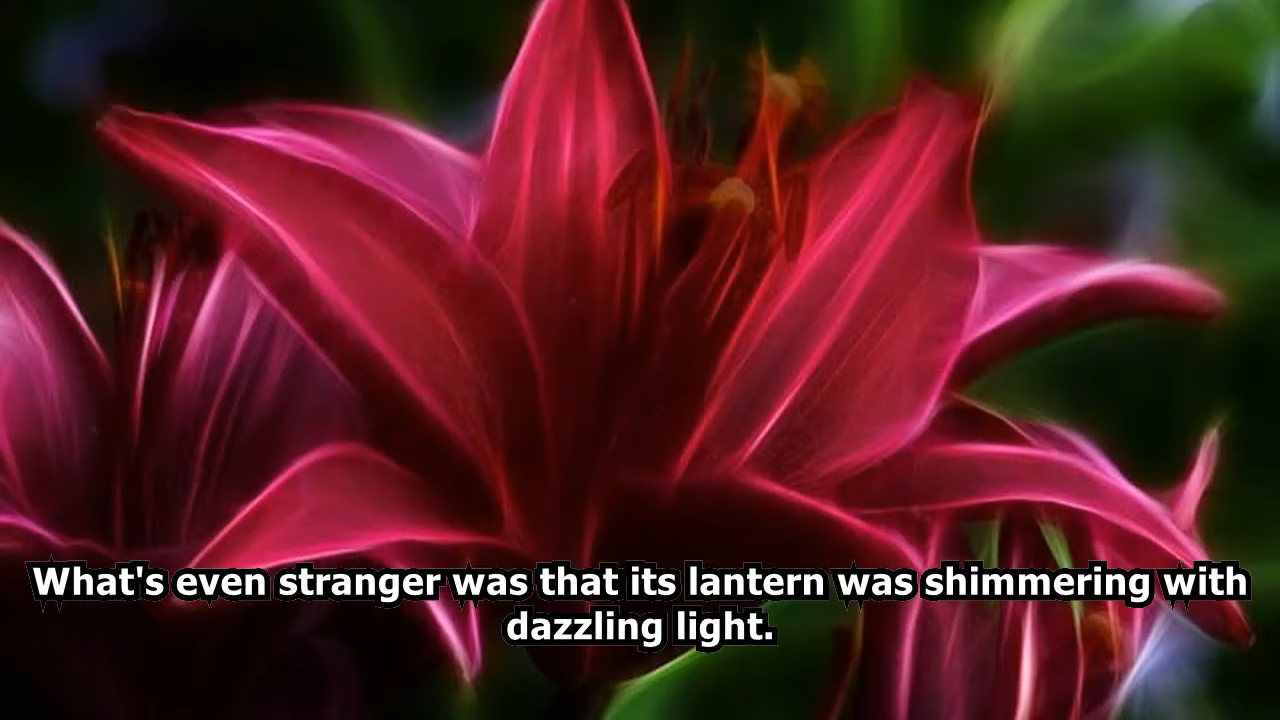 What's even stranger was that its lantern was shimmering with
dazzling light.